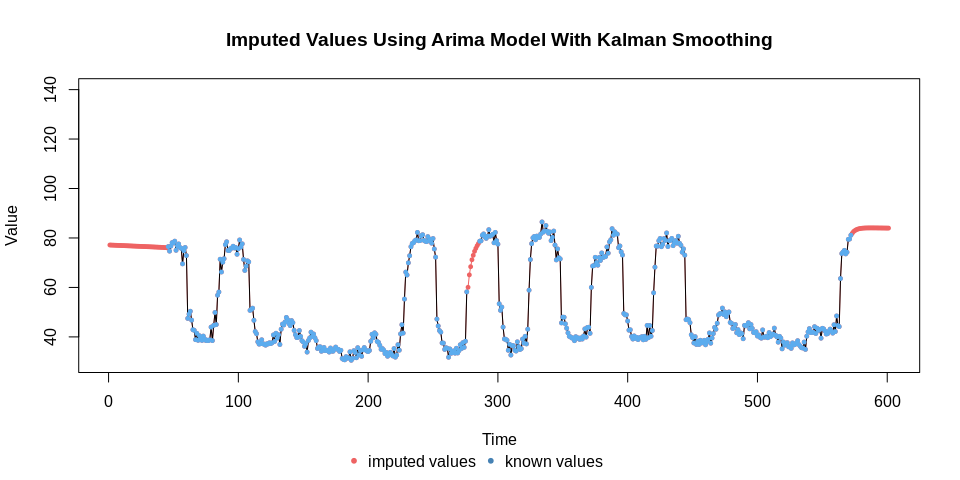 Imputed Values Using Arima Model With Kalman Smoothing
140
120
100
80
60
40
Value
0 100 200 300 400 500 600
Time
imputed values known values